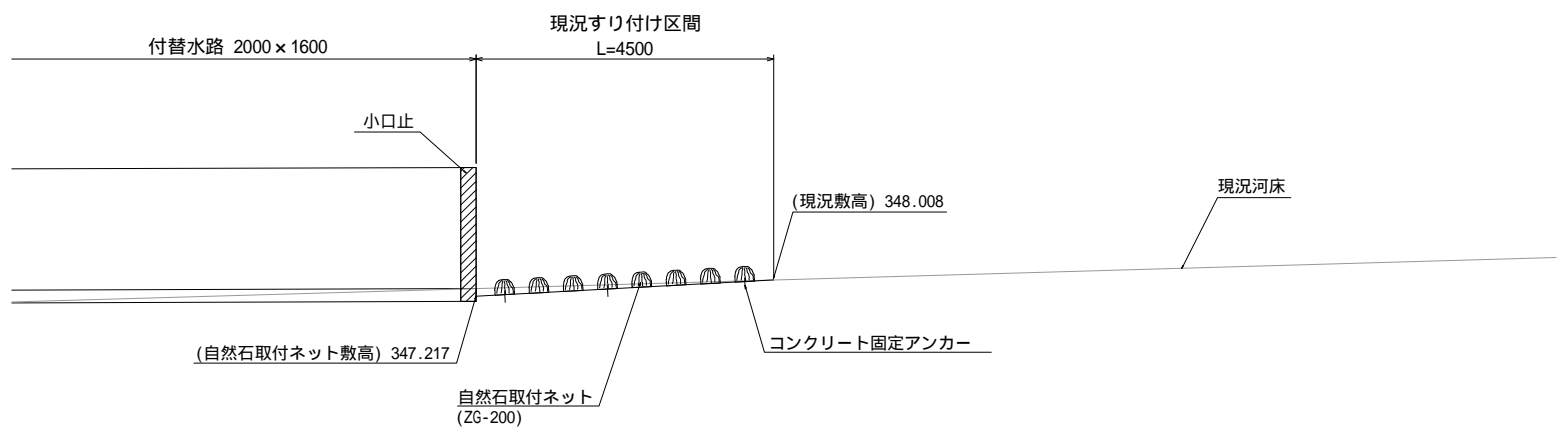 現況すり付け区間
付替水路 2000×1600
L=4500
小口止
現況河床
(現況敷高) 348.008
コンクリート固定アンカー
(自然石取付ネット敷高) 347.217
自然石取付ネット
(ZG-200)